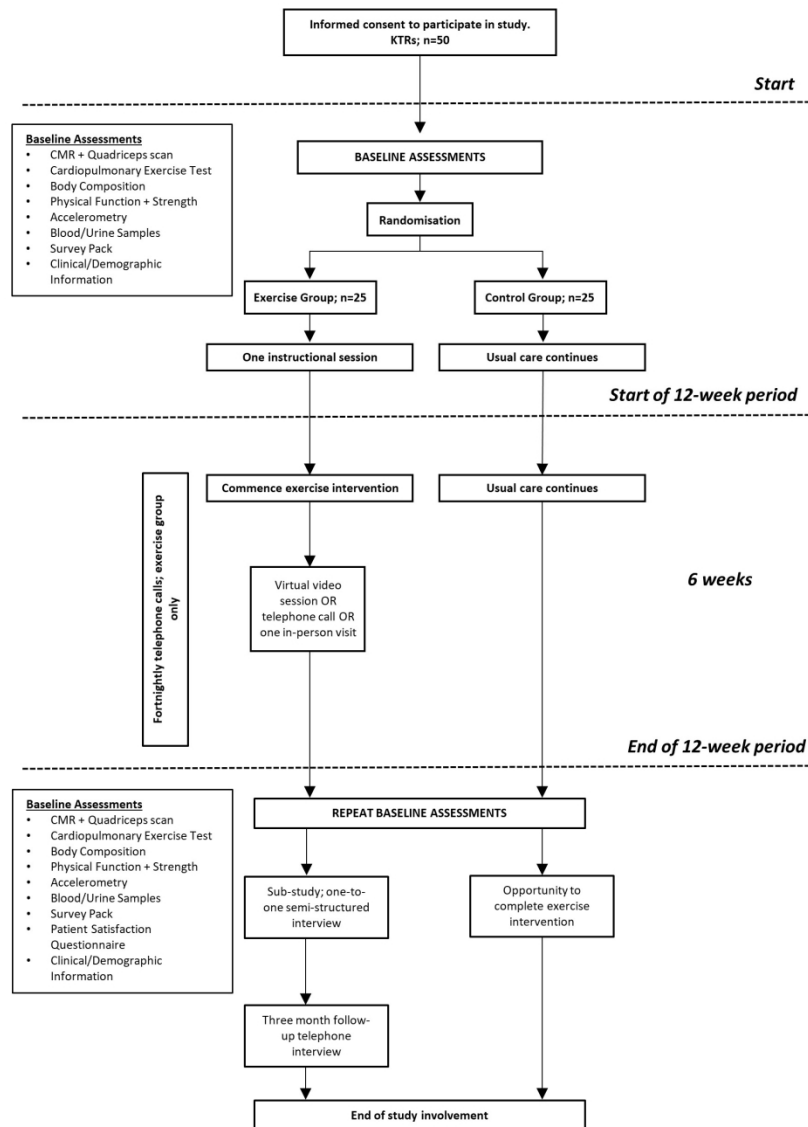 Informed consent to participate in study.
KTRs; n=50
Start
Baseline Assessments
• CMR + Quadriceps scan
• Cardiopulmonary Exercise Test
• Body Composition
• Physical Function + Strength
• Accelerometry
• Blood/Urine Samples
• Survey Pack
• Clinical/Demographic
Information
BASELINE ASSESSMENTS
Randomisation
Exercise Group; n=25
Control Group; n=25
One instructional session
Usual care continues
Start of 12-week period
Fortnightly telephone calls; exercise group
only
Commence exercise intervention
Usual care continues
Virtual video
session OR
telephone call OR
one in-person visit
6 weeks
End of 12-week period
Baseline Assessments
• CMR + Quadriceps scan
• Cardiopulmonary Exercise Test
• Body Composition
• Physical Function + Strength
• Accelerometry
• Blood/Urine Samples
• Survey Pack
• Patient Satisfaction
Questionnaire
• Clinical/Demographic
Information
REPEAT BASELINE ASSESSMENTS
Sub-study; one-to-
one semi-structured
interview
Opportunity to
complete exercise
intervention
Three month follow-
up telephone
interview
End of study involvement